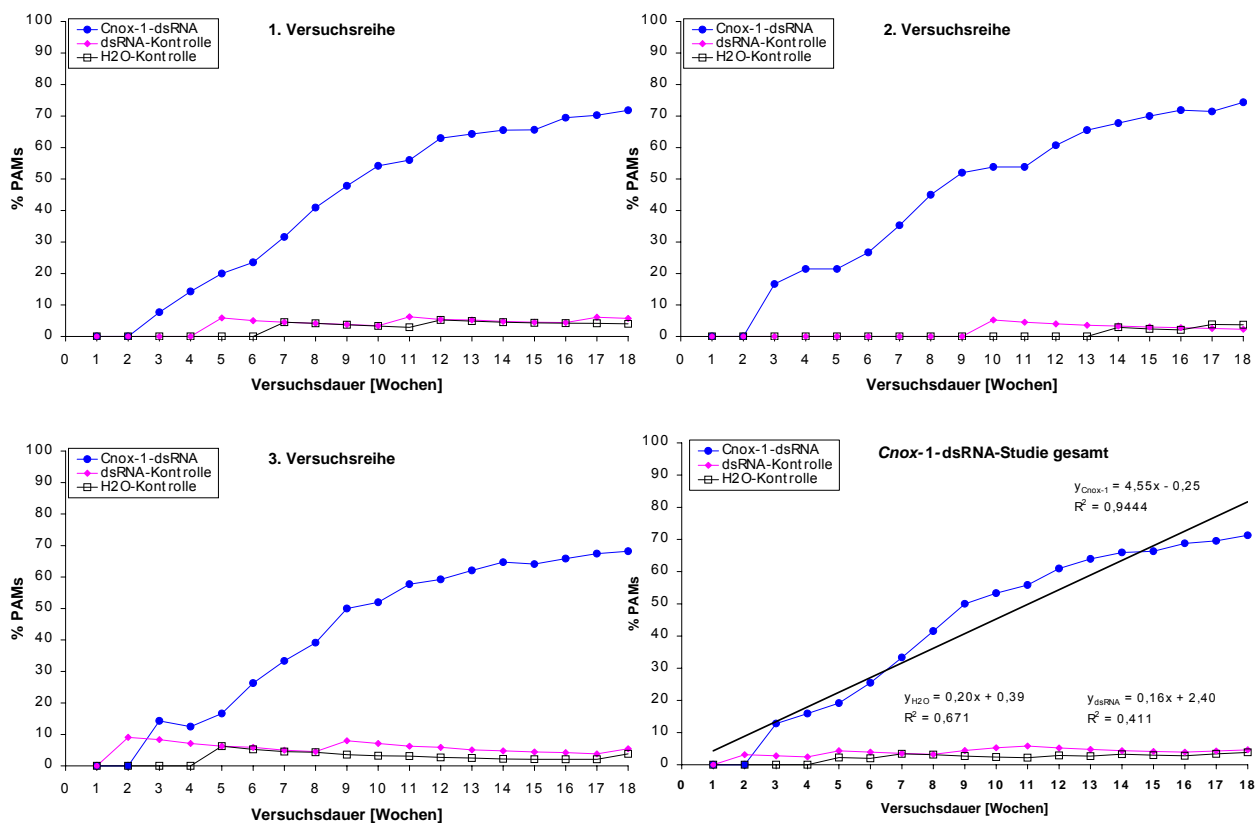 1. Versuchsreihe
Cnox-1-dsRNA
dsRNA-Kontrolle
H2O-Kontrolle
% PAMs
100
90
80
70
60
50
40
30
20
10
0
0 1 2 3 4 5 6 7 8 9 10 11 12 13 14 15 16 17 18
Versuchsdauer [Wochen]
2. Versuchsreihe
Cnox-1-dsRNA
dsRNA-Kontrolle
H2O-Kontrolle
% PAMs
100
90
80
70
60
50
40
30
20
10
0
0 1 2 3 4 5 6 7 8 9 10 11 12 13 14 15 16 17 18
Versuchsdauer [Wochen]
3. Versuchsreihe
Cnox-1-dsRNA
dsRNA-Kontrolle
H2O-Kontrolle
% PAMs
100
90
80
70
60
50
40
30
20
10
0
0 1 2 3 4 5 6 7 8 9 10 11 12 13 14 15 16 17 18
Versuchsdauer [Wochen]
Cnox-1-dsRNA-Studie gesamt
Cnox-1-dsRNA
dsRNA-Kontrolle
H2O-Kontrolle
yCnox-1 = 4,55x - 0,25
R² = 0,9444
yH2O = 0,20x + 0,39
R² = 0,671
ydsRNA = 0,16x + 2,40
R² = 0,411
% PAMs
100
90
80
70
60
50
40
30
20
10
0
0 1 2 3 4 5 6 7 8 9 10 11 12 13 14 15 16 17 18
Versuchsdauer [Wochen]